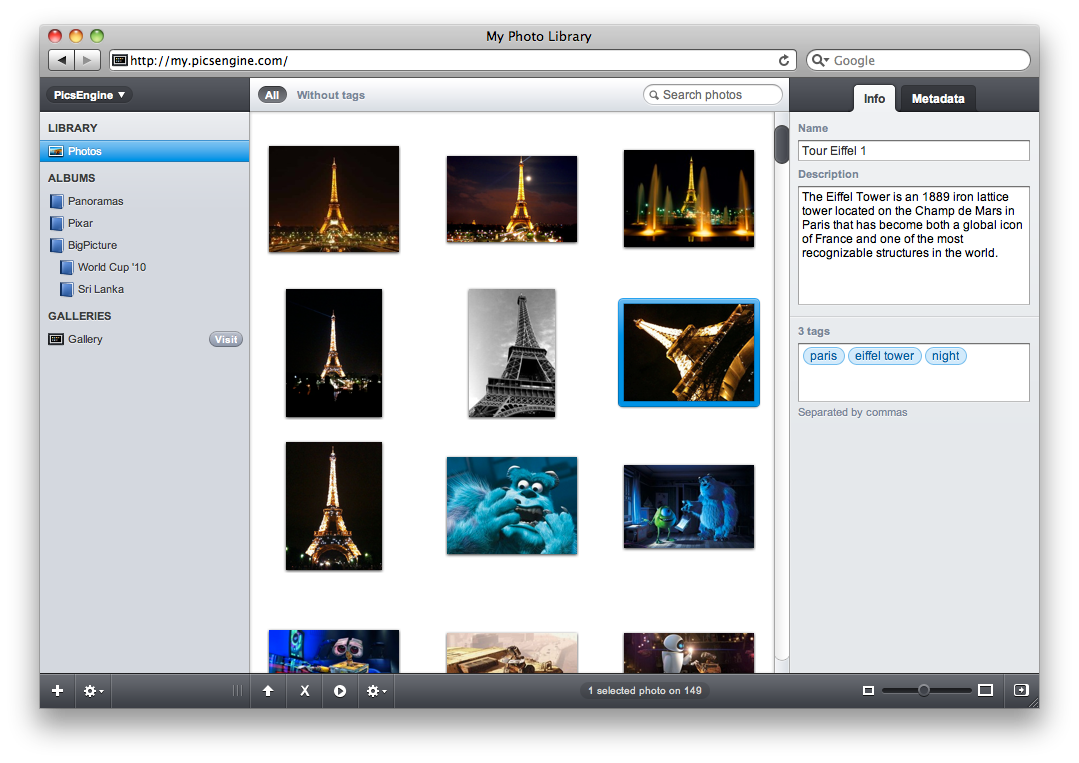 My Photo Library
http://my.picsengine.com/
Google
PicsEngine
All
Without tags
Search photos
Info
Metadata
LIBRARY
Photos
ALBUMS
Panoramas
Pixar
BigPicture
World Cup '10
Sri Lanka
GALLERIES
Gallery
Visit
Name
Tour Eiffel 1
Description
The Eiffel Tower is an 1889 iron lattice
tower located on the Champ de Mars in
Paris that has become both a global icon
of France and one of the most
recognizable structures in the world.
3 tags
paris
eiffel tower
night
Separated by commas
1 selected photo on 149